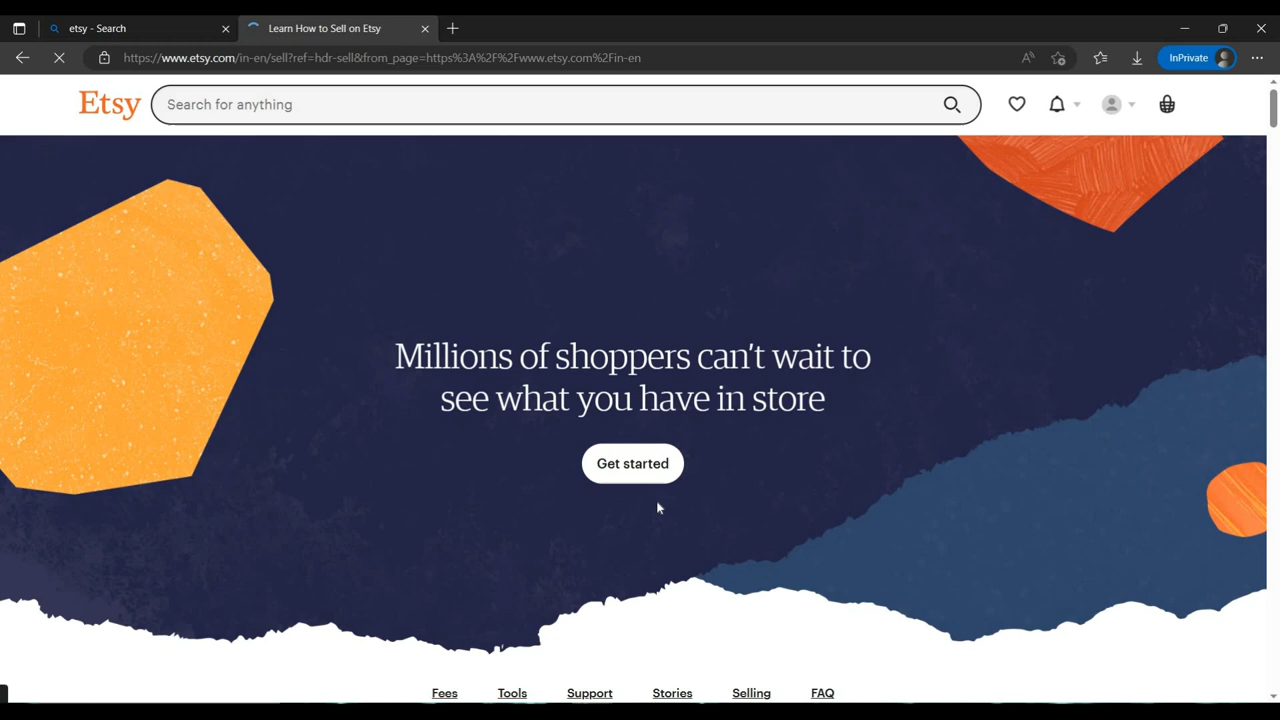 etsy - Search
Learn How to Sell on Etsy
https://www.etsy.com/in-en/sell?ref=hdr-sell&from_page=https%3A%2F%2Fwww.etsy.com%2Fin-en
InPrivate
Etsy
Search for anything
Millions of shoppers can't wait to
see what you have in store
Get started
Fees Tools Support Stories Selling FAQ